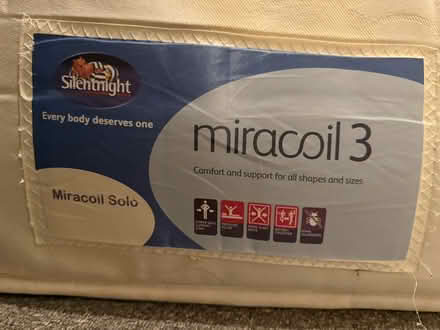 Silentnight
Every body deserves one
miracoil 3
Comfort and support for all shapes and sizes
Miracoil Solo